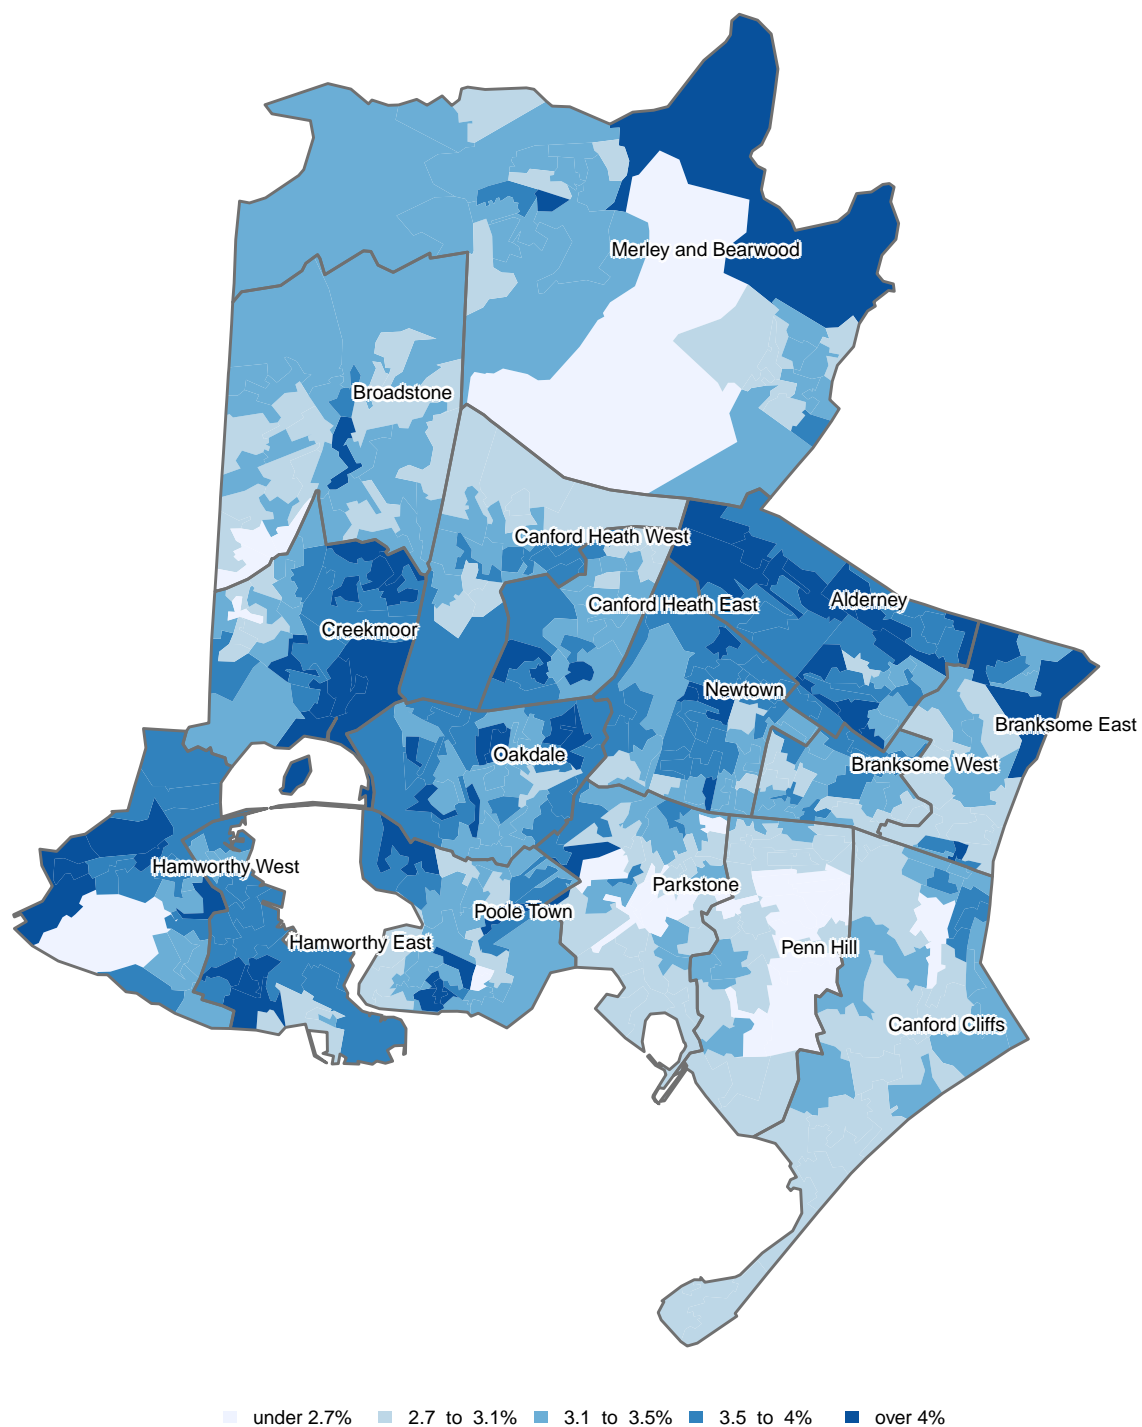 Merley and Bearwood
Broadstone
Canford Heath West
Canford Heath East
Alderney
Creekmoor
Newtown
Branksome East
Oakdale
Branksome West
Hamworthy West
Parkstone
Poole Town
Hamworthy East
Penn Hill
Canford Cliffs
under 2.7% 2.7 to 3.1% 3.1 to 3.5% 3.5 to 4% over 4%